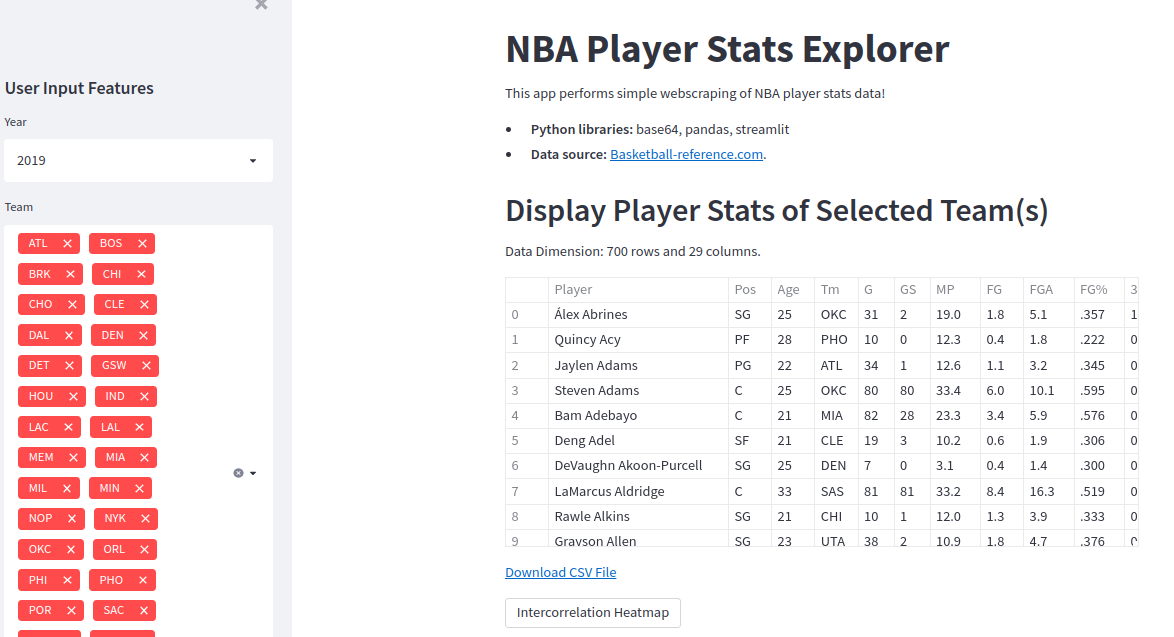 User Input Features
Year
2019
Team
ATL BOS
BRK CHI
CHO CLE
DAL DEN
DET GSW
HOU IND
LAC LAL
MEM MIA
MIL MIN
NOP NYK
OKC ORL
PHI PHO
POR SAC
NBA Player Stats Explorer
This app performs simple webscraping of NBA player stats data!
• Python libraries: base64, pandas, streamlit
• Data source: Basketball-reference.com.
Display Player Stats of Selected Team(s)
Data Dimension: 700 rows and 29 columns.
Player Pos Age Tm G GS MP FG FGA FG% 3
0 Álex Abrines SG 25 OKC 31 2 19.0 1.8 5.1 .357 1
1 Quincy Acy PF 28 PHO 10 0 12.3 0.4 1.8 .222 0
2 Jaylen Adams PG 22 ATL 34 1 12.6 1.1 3.2 .345 0
3 Steven Adams C 25 OKC 80 80 33.4 6.0 10.1 .595 0
4 Bam Adebayo C 21 MIA 82 28 23.3 3.4 5.9 .576 0
5 Deng Adel SF 21 CLE 19 3 10.2 0.6 1.9 .306 0
6 DeVaughn Akoon-Purcell SG 25 DEN 7 0 3.1 0.4 1.4 .300 0
7 LaMarcus Aldridge C 33 SAS 81 81 33.2 8.4 16.3 .519 0
8 Rawle Alkins SG 21 CHI 10 1 12.0 1.3 3.9 .333 0
9 Grayson Allen SG 23 UTA 38 2 10.9 1.8 4.7 .376
Download CSV File
Intercorrelation Heatmap